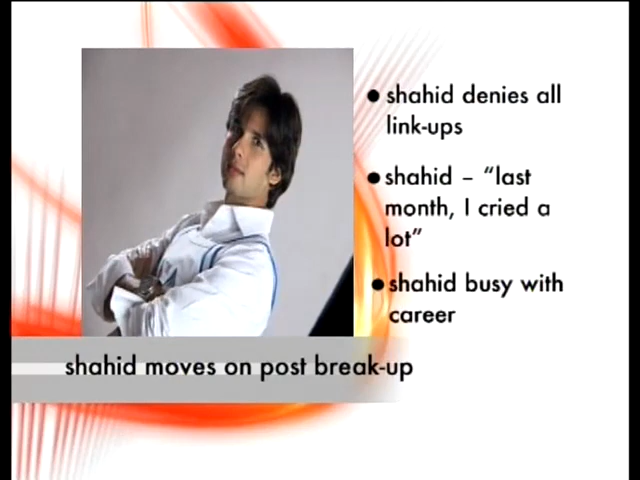 ● shahid denies all
link-ups
● shahid – “last
month, I cried a
lot”
● shahid busy with
career
shahid moves on post break-up